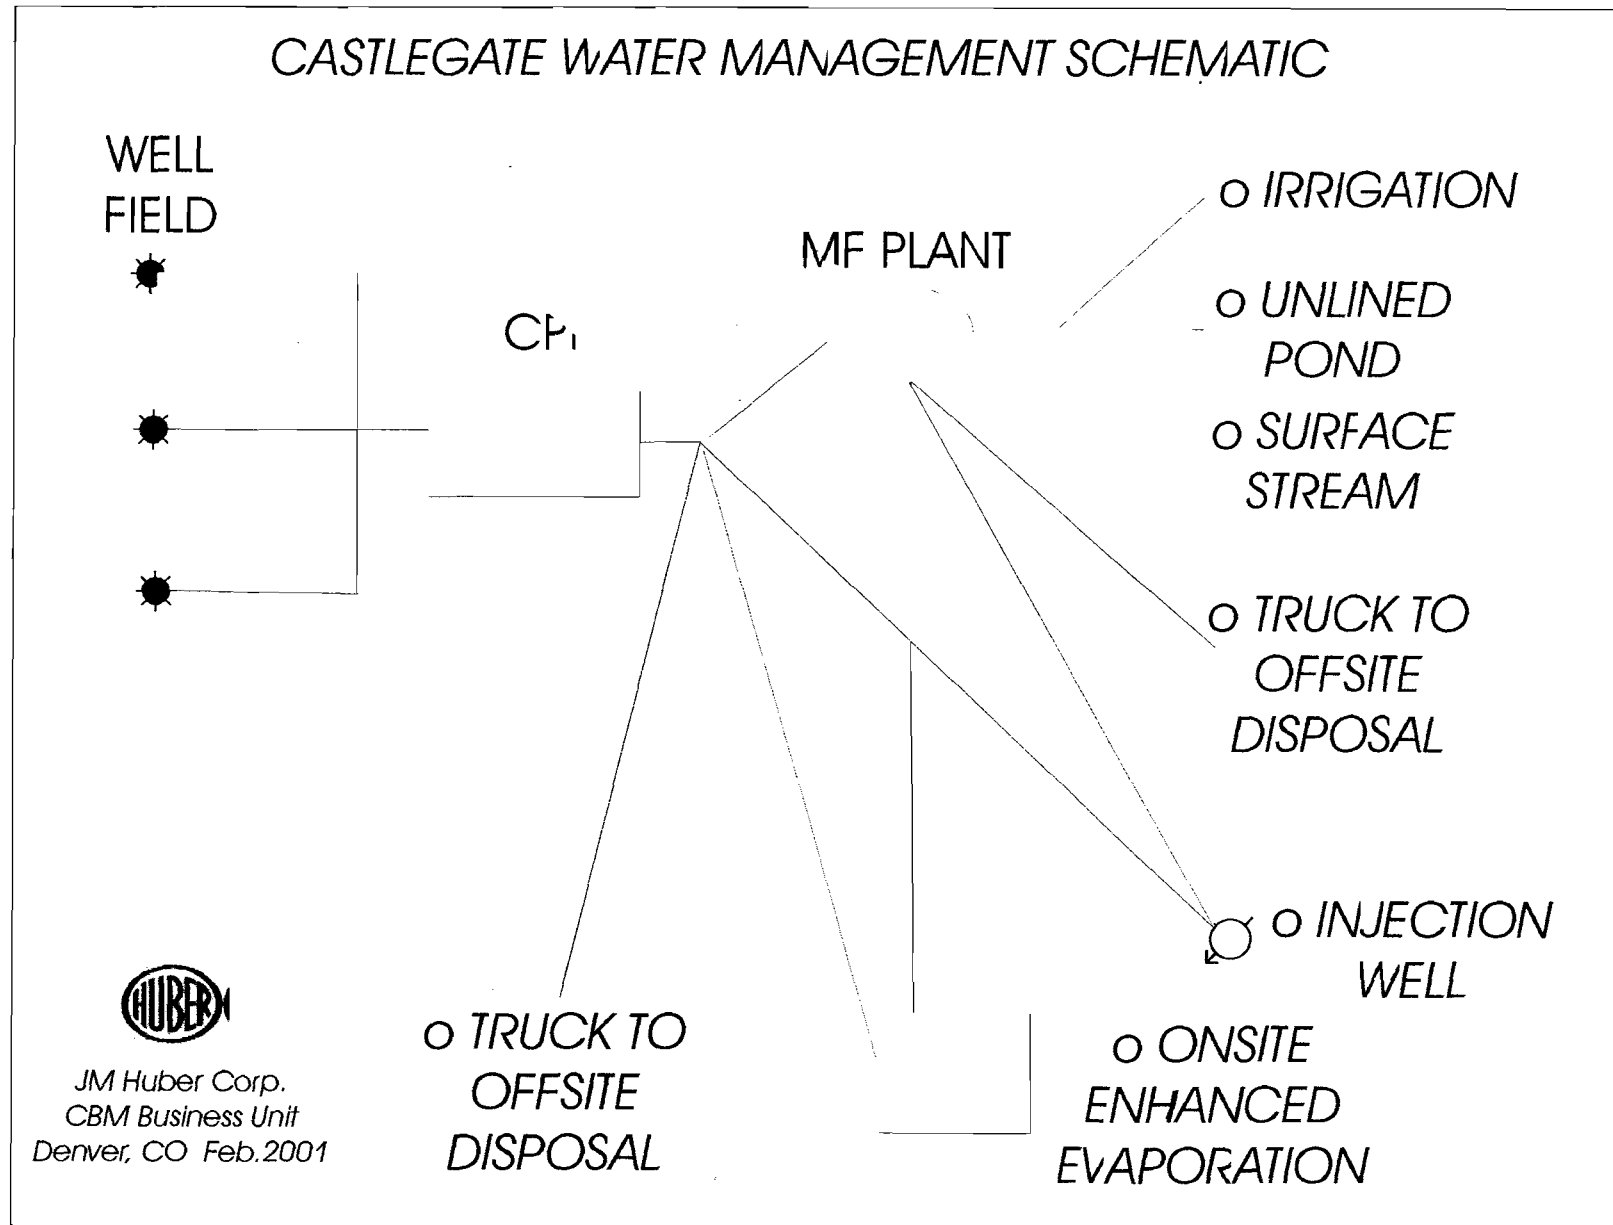 CASTLEGATE WATER MANAGEMENT SCHEMATIC
WELL
FIELD
MF PLANT
o IRRIGATION
o UNLINED
POND
o SURFACE
STREAM
o TRUCK TO
OFFSITE
DISPOSAL
o INJECTION
WELL
o ONSITE
ENHANCED
EVAPORATION
o TRUCK TO
OFFSITE
DISPOSAL
HUBER
JM Huber Corp.
CBM Business Unit
Denver, CO Feb.2001